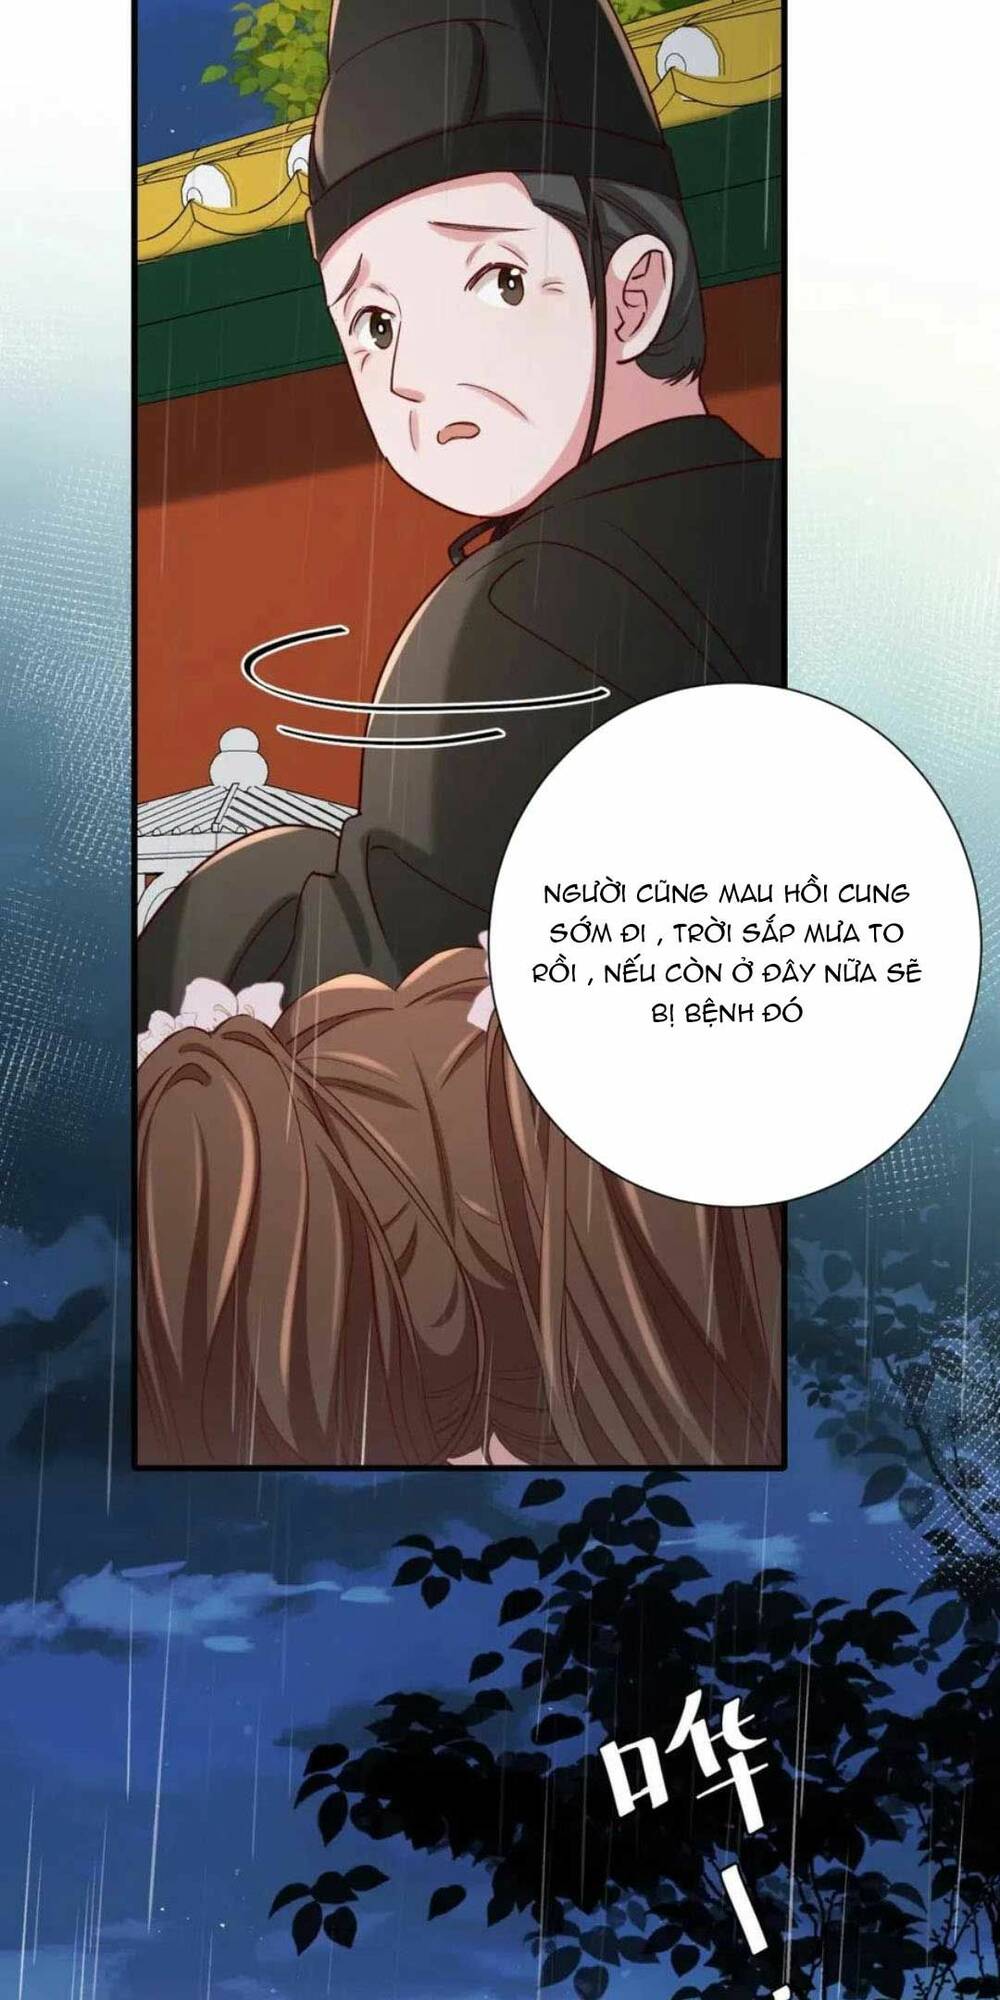 NGƯỜI CŨNG MAU HỒI CUNG
SỚM ĐI , TRỜI SẮP MƯA TO
RỒI , NẾU CÒN Ở ĐÂY NỮA SẼ
BỊ BỆNH ĐÓ
哗